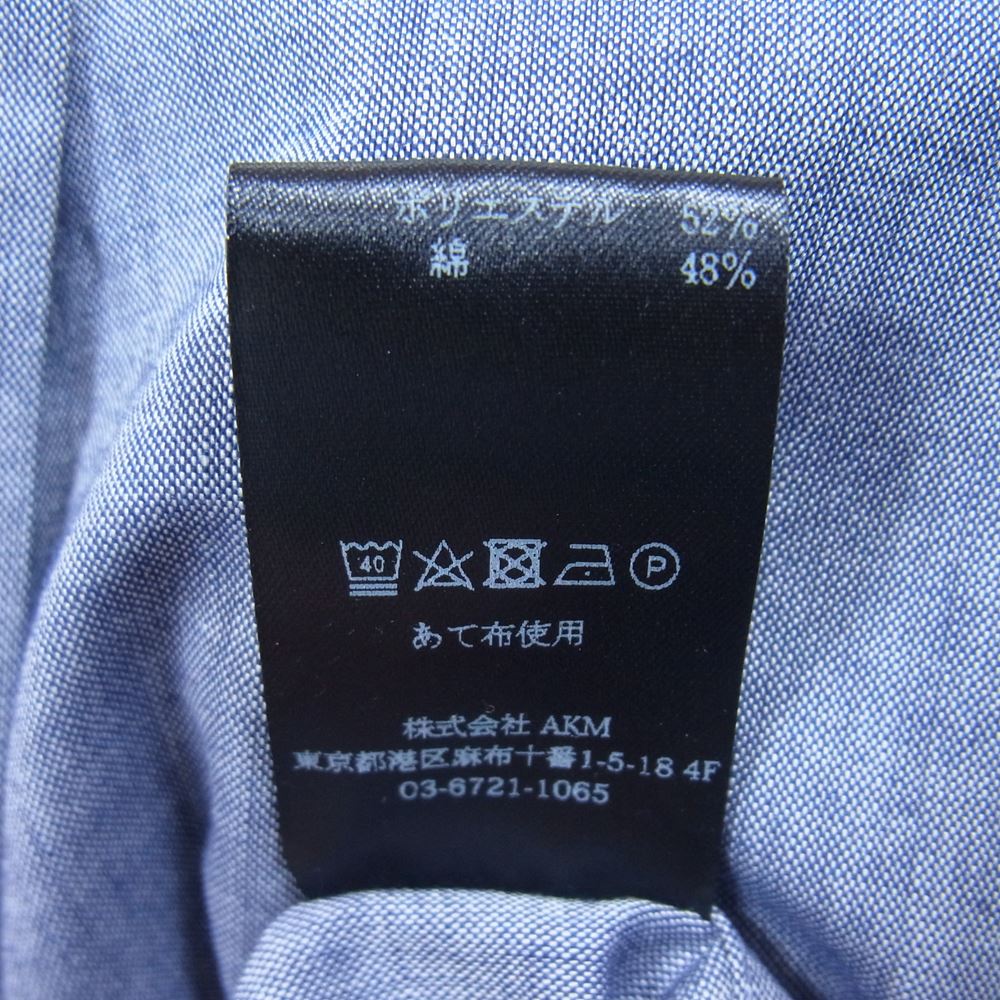 ポリエステル 52%
綿 48%
40 P
あて布使用
株式会社 AKM
東京都港区麻布十番1-5-18 4F
03-6721-1065